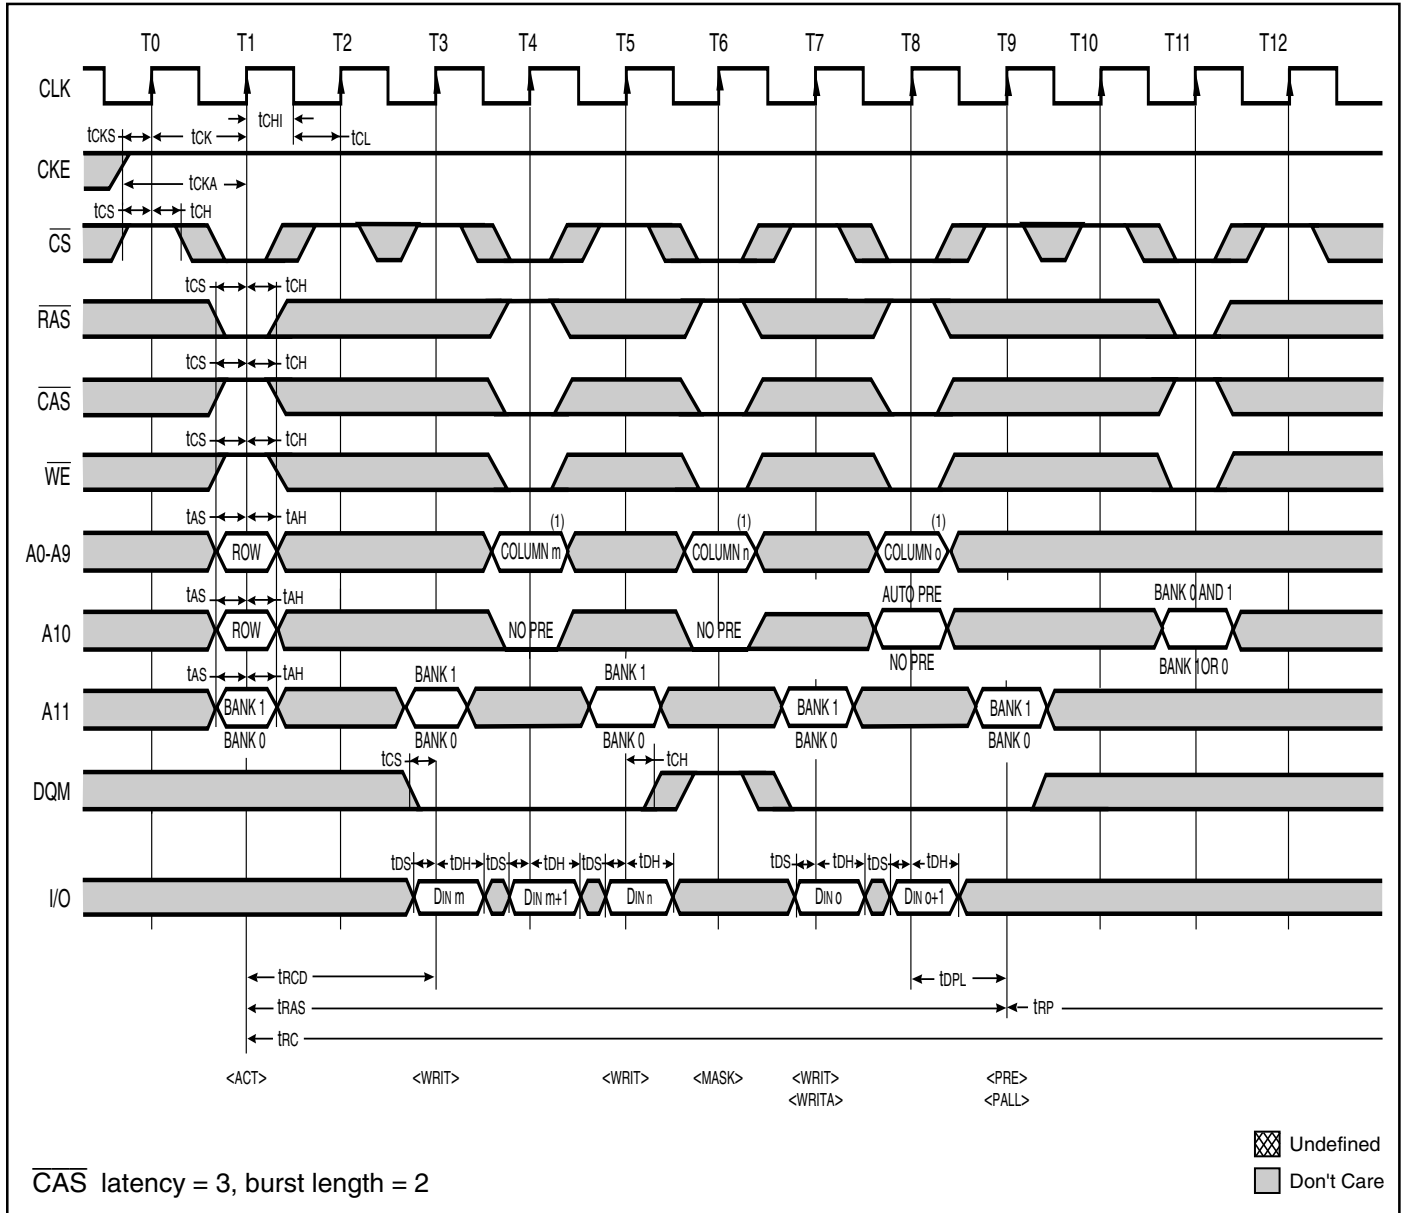 T0 T1 T2 T3 T4 T5 T6 T7 T8 T9 T10 T11 T12
CLK
tCHI
tCKS tCK tCL
CKE
tCKA
tCS tCH
CS
tCS tCH
RAS
tCS tCH
CAS
tCS tCH
WE
tAS tAH (1) (1) (1)
A0-A9 ROW COLUMN m COLUMN n COLUMN o
tAS tAH AUTO PRE BANK 0 AND 1
A10 ROW NO PRE NO PRE
NO PRE BANK 1 OR 0
tAS tAH BANK 1 BANK 1
A11 BANK 1 BANK 1 BANK 1
BANK 0 BANK 0 BANK 0 BANK 0 BANK 0
tCS tCH
DQM
tDS tDH tDS tDH tDS tDH tDS tDH tDS tDH
I/O DIN m DIN m+1 DIN n DIN o DIN o+1
tRCD tDPL
tRAS tRP
tRC
<ACT> <WRIT> <WRIT> <MASK> <WRIT> <PRE>
<WRITA> <PALL>
Undefined
CAS latency = 3, burst length = 2
Don't Care